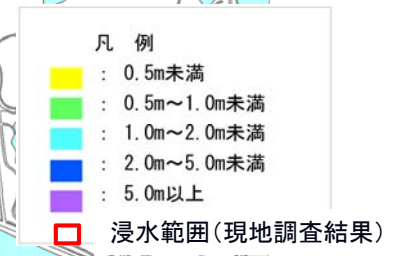 凡 例
: 0.5m未満
: 0.5m～1.0m未満
: 1.0m～2.0m未満
: 2.0m～5.0m未満
: 5.0m以上
浸水範囲(現地調査結果)